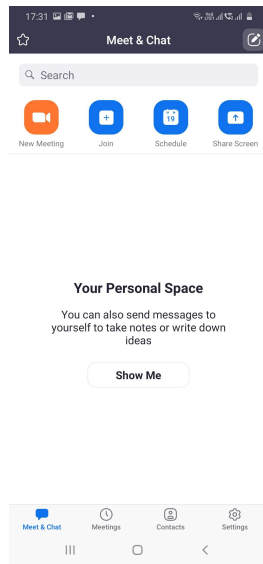 17:31
Meet & Chat
Search
19
New Meeting
Join
Schedule
Share Screen
Your Personal Space
You can also send messages to
yourself to take notes or write down
ideas
Show Me
Meet & Chat
Meetings
Contacts
Settings